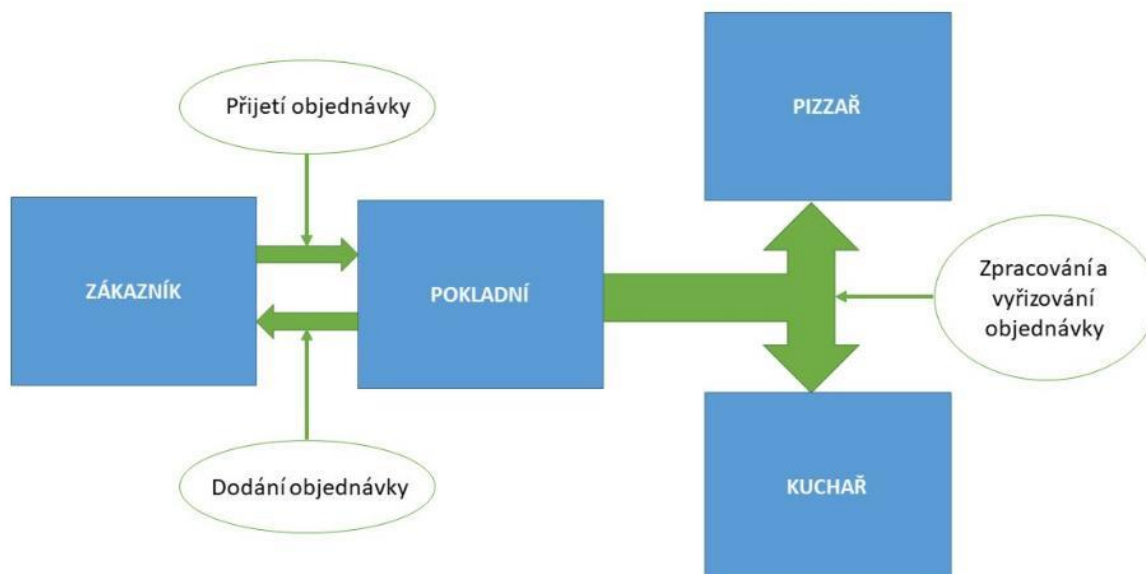 Přijetí objednávky
PIZZAŘ
ZÁKAZNÍK
POKLADNÍ
Zpracování a
vyřizování
objednávky
Dodání objednávky
KUCHAŘ